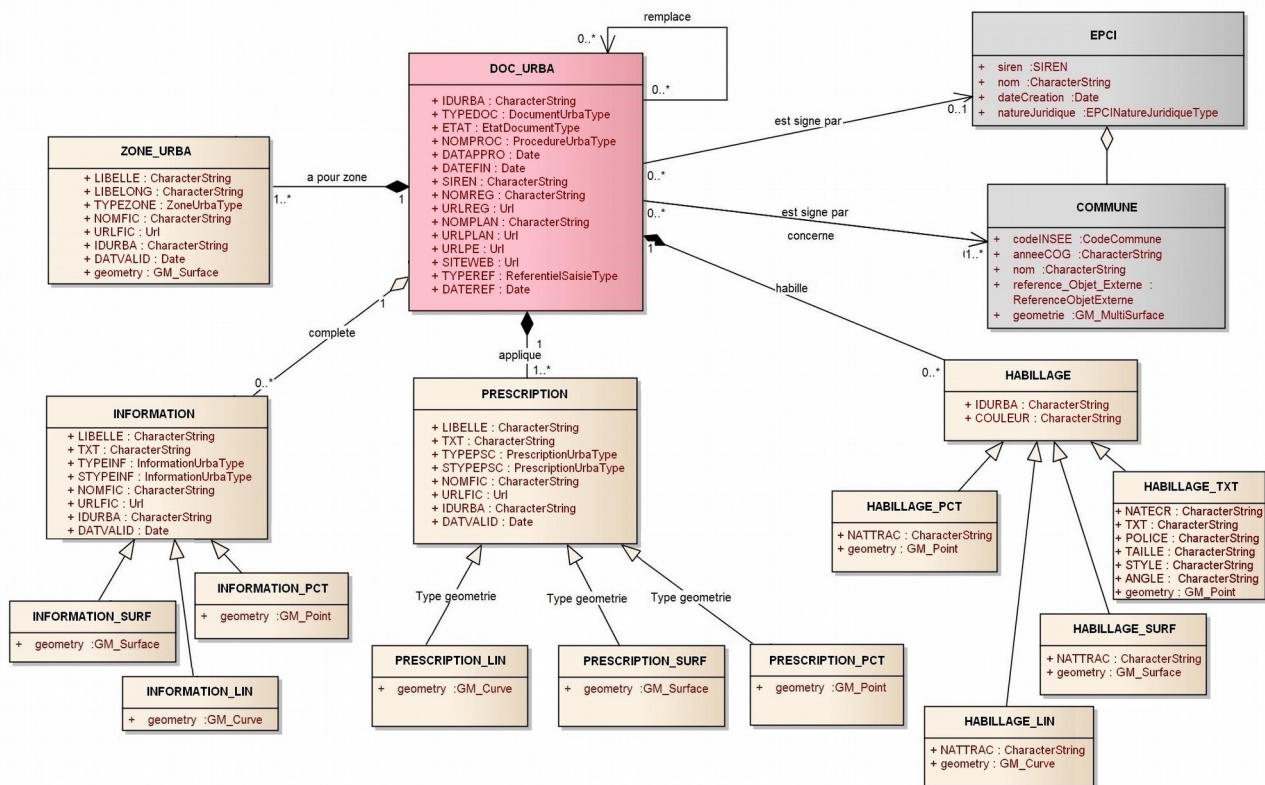 remplace
0..*
0..*
DOC_URBA
+ IDURBA : CharacterString
+ TYPEDOC : DocumentUrbaType
+ ETAT : EtatDocumentType
+ NOMPROC : ProcedureUrbaType
+ DATAPPRO : Date
+ DATEFIN : Date
+ SIREN : CharacterString
+ NOMREG : CharacterString
+ URLREG : Url
+ NOMPLAN : CharacterString
+ URLPLAN : Url
+ URLPE : Url
+ SITEWEB : Url
+ TYPEREF : ReferentielSaisieType
+ DATEREF : Date
EPCI
+ siren :SIREN
+ nom :CharacterString
+ dateCreation :Date
+ natureJuridique :EPCINatureJuridiqueType
est signe par
0..1
0..*
ZONE_URBA
+ LIBELLE : CharacterString
+ LIBELONG : CharacterString
+ TYPEZONE : ZoneUrbaType
+ NOMFIC : CharacterString
+ URLFIC : Url
+ IDURBA : CharacterString
+ DATVALID : Date
+ geometry : GM_Surface
a pour zone
1..*
1
0..*
est signe par
concerne
1..*
COMMUNE
+ codeINSEE :CodeCommune
+ anneeCOG :CharacterString
+ nom :CharacterString
+ reference_Objet_Externe :
ReferenceObjetExterne
+ geometrie :GM_MultiSurface
1
habille
0..*
1
complete
0..*
1
applique
1..*
INFORMATION
+ LIBELLE : CharacterString
+ TXT : CharacterString
+ TYPEINF : InformationUrbaType
+ STYPEINF : InformationUrbaType
+ NOMFIC : CharacterString
+ URLFIC : Url
+ IDURBA : CharacterString
+ DATVALID : Date
PRESCRIPTION
+ LIBELLE : CharacterString
+ TXT : CharacterString
+ TYPEPSC : PrescriptionUrbaType
+ STYPEPSC : PrescriptionUrbaType
+ NOMFIC : CharacterString
+ URLFIC : Url
+ IDURBA : CharacterString
+ DATVALID : Date
HABILLAGE
+ IDURBA : CharacterString
+ COULEUR : CharacterString
HABILLAGE_PCT
+ NATTRAC : CharacterString
+ geometry : GM_Point
HABILLAGE_TXT
+ NATECR : CharacterString
+ TXT : CharacterString
+ POLICE : CharacterString
+ TAILLE : CharacterString
+ STYLE : CharacterString
+ ANGLE : CharacterString
+ geometry : GM_Point
INFORMATION_PCT
+ geometry :GM_Point
INFORMATION_SURF
+ geometry :GM_Surface
INFORMATION_LIN
+ geometry :GM_Curve
Type geometrie
Type geometrie
Type geometrie
PRESCRIPTION_LIN
+ geometry :GM_Curve
PRESCRIPTION_SURF
+ geometry :GM_Surface
PRESCRIPTION_PCT
+ geometry :GM_Point
HABILLAGE_SURF
+ NATTRAC : CharacterString
+ geometry : GM_Surface
HABILLAGE_LIN
+ NATTRAC : CharacterString
+ geometry : GM_Curve